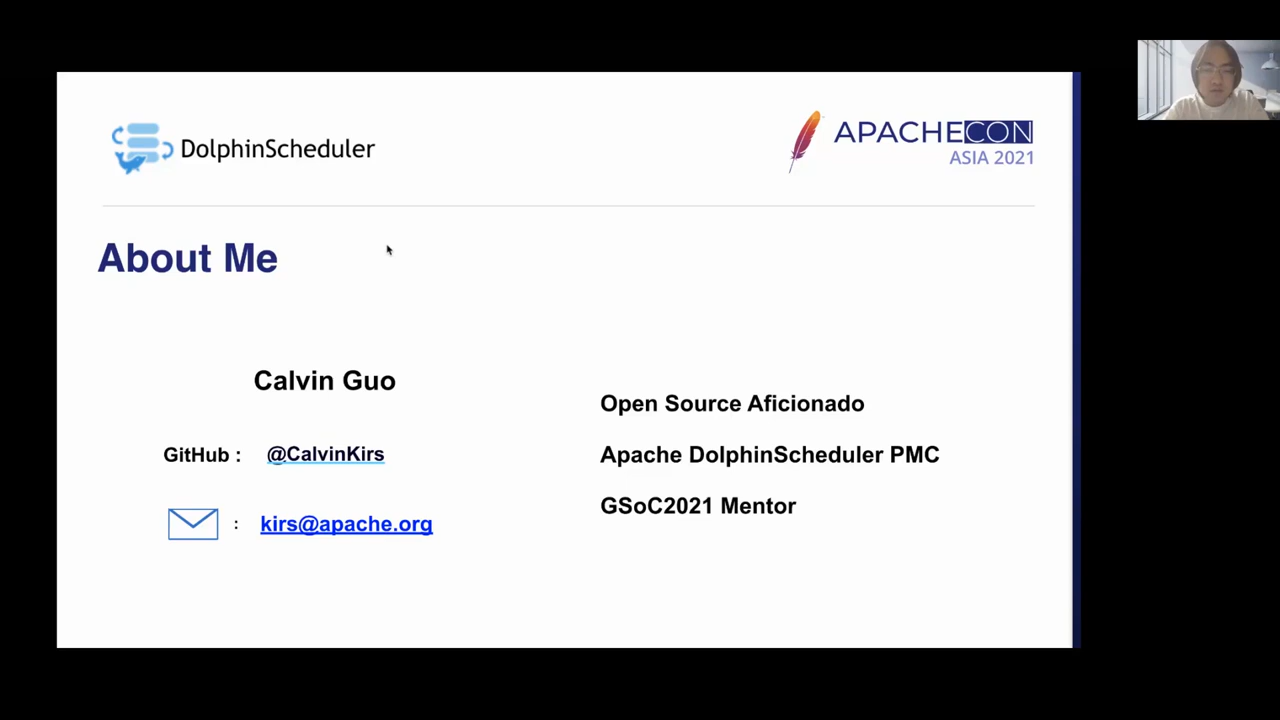 DolphinScheduler
APACHECON
ASIA 2021
About Me
Calvin Guo
GitHub : @CalvinKirs
: kirs@apache.org
Open Source Aficionado
Apache DolphinScheduler PMC
GSoC2021 Mentor